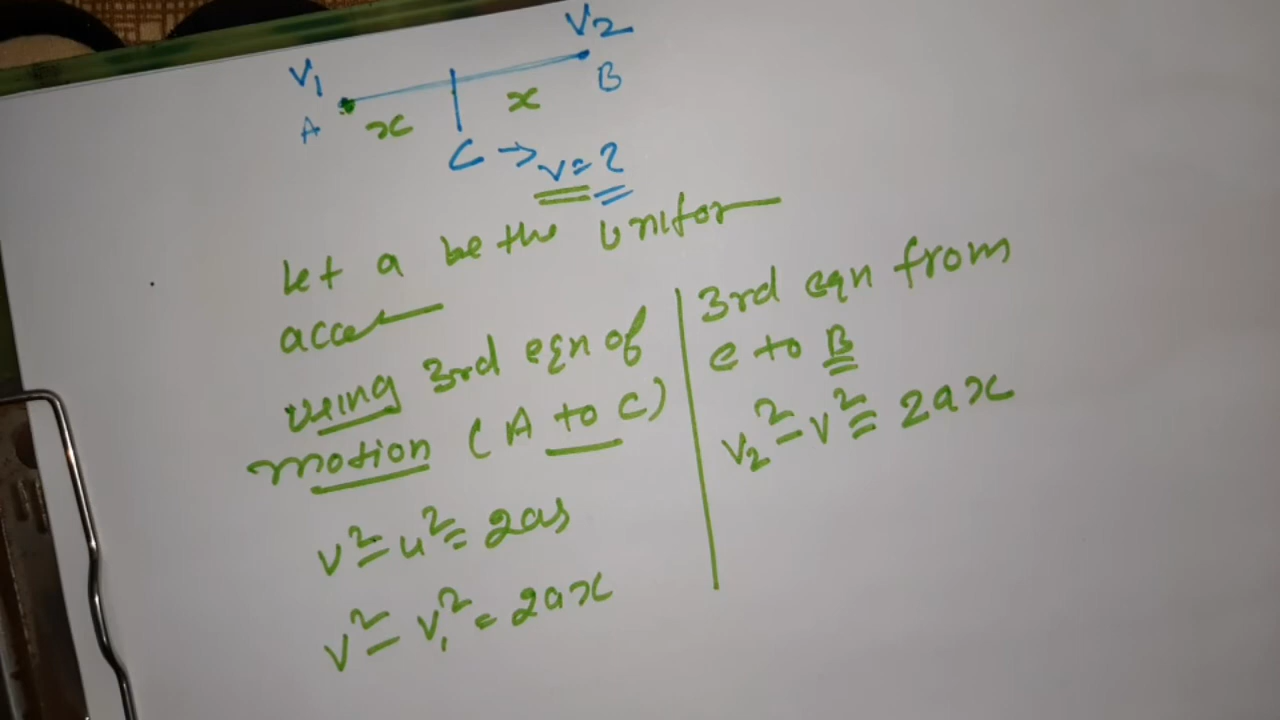 V1
V2
A
x
x
B
C → v = ?
let a be the unifor
acce
using 3rd eqn of
motion (A to C)
v² - u² = 2as
v² - v₁² = 2ax
3rd eqn from
c to B
v₂² - v² = 2ax